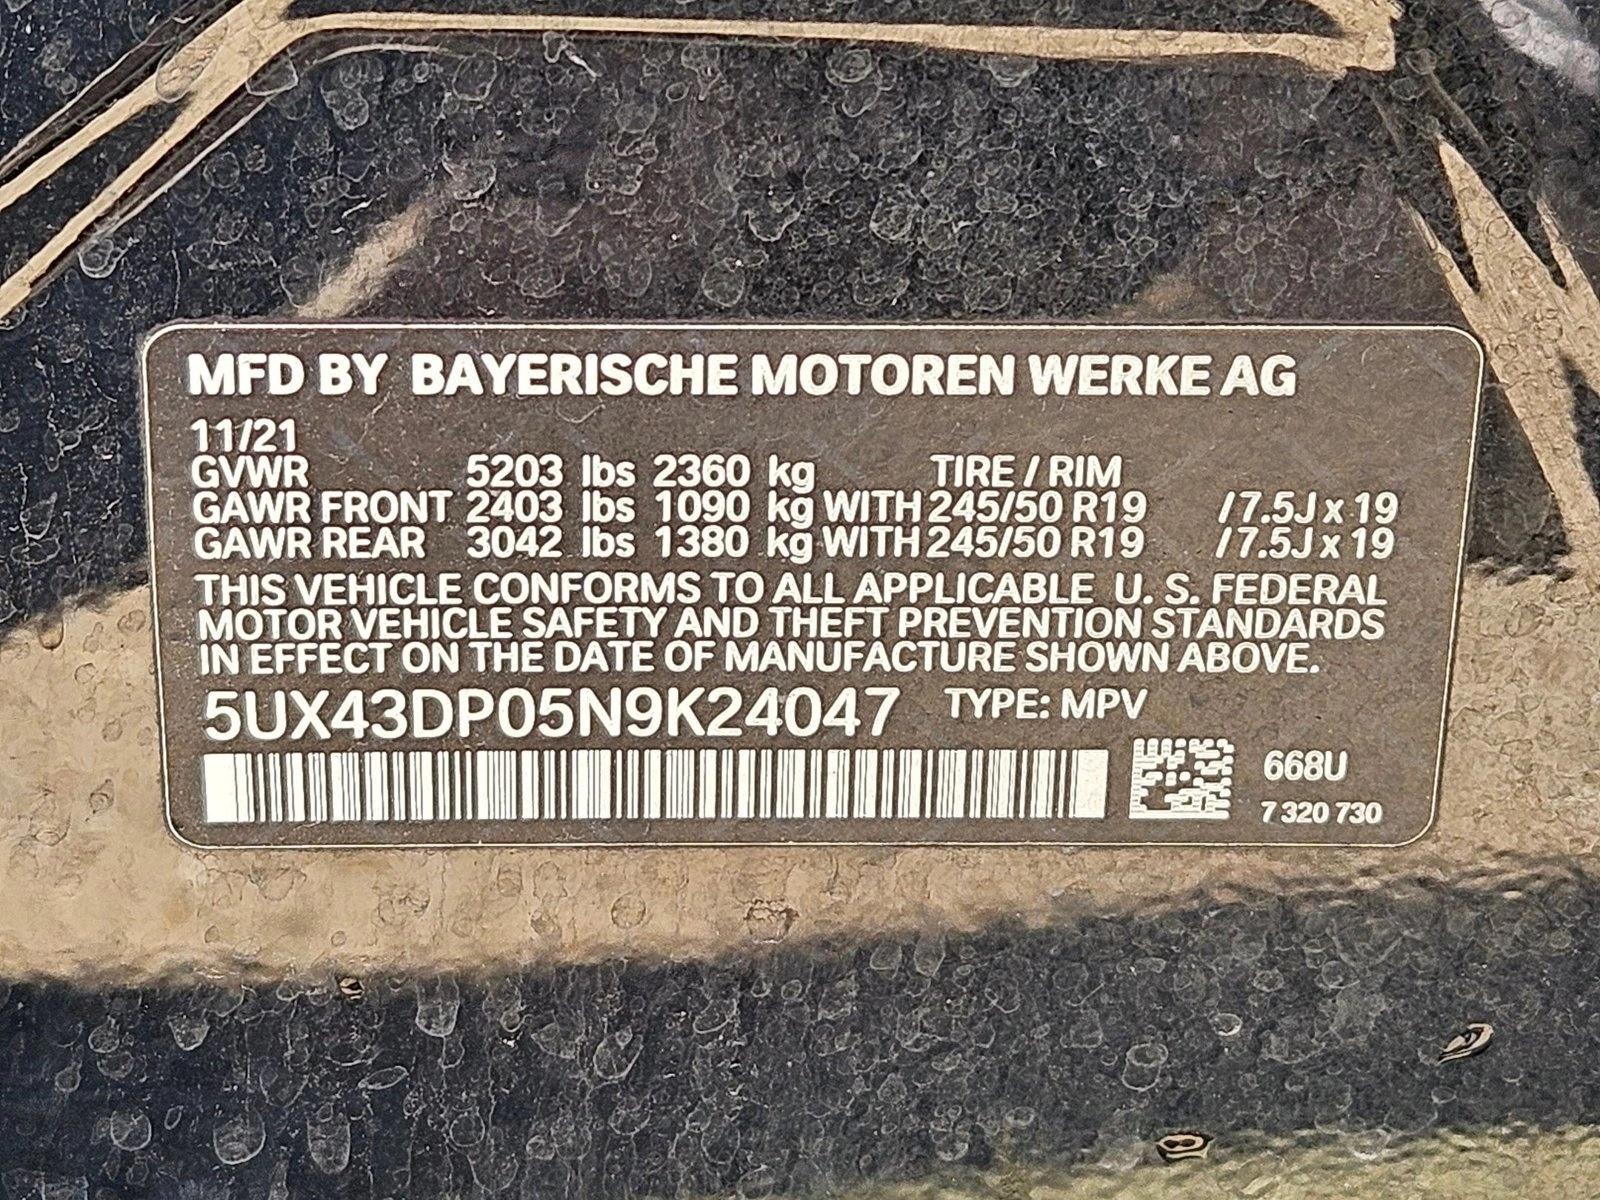 MFD BY BAYERISCHE MOTOREN WERKE AG
11/21
GVWR 5203 lbs 2360 kg TIRE / RIM
GAWR FRONT 2403 lbs 1090 kg WITH 245/50 R19 /7.5J x 19
GAWR REAR 3042 lbs 1380 kg WITH 245/50 R19 /7.5J x 19
THIS VEHICLE CONFORMS TO ALL APPLICABLE U. S. FEDERAL
MOTOR VEHICLE SAFETY AND THEFT PREVENTION STANDARDS
IN EFFECT ON THE DATE OF MANUFACTURE SHOWN ABOVE.
5UX43DP05N9K24047 TYPE: MPV
668U
7 320 730